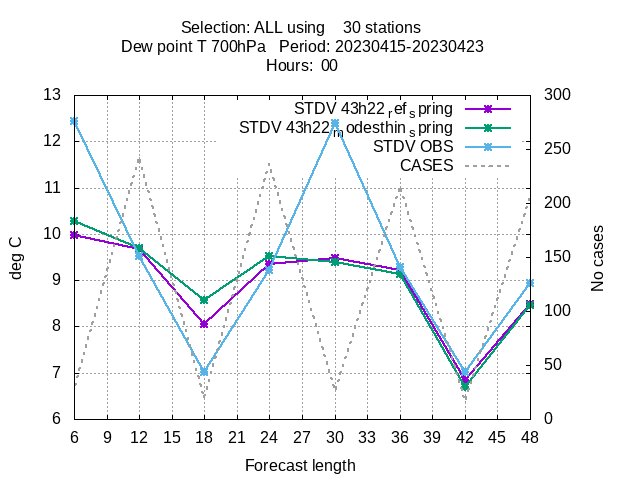 Selection: ALL using    30 stations
Dew point T 700hPa   Period: 20230415-20230423
Hours:  00
13
12
11
10
9
8
7
6
deg C
300
250
200
150
100
50
0
No cases
STDV 43h22refspring
STDV 43h22modesthinspring
STDV OBS
CASES
6 9 12 15 18 21 24 27 30 33 36 39 42 45 48
Forecast length